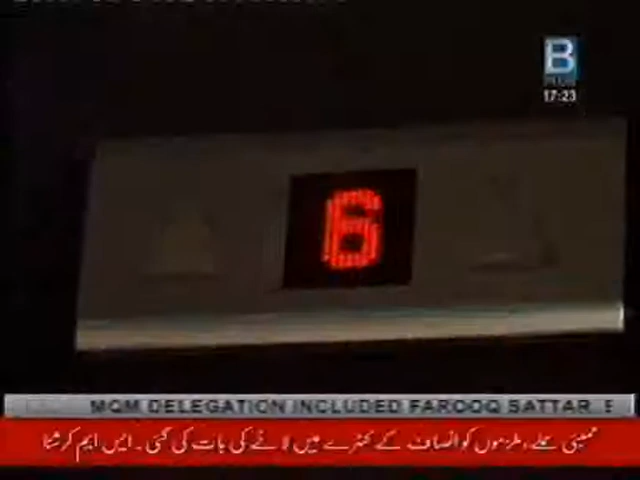 B
PLUS
17:23
6
MQM DELEGATION INCLUDED FAROOQ SATTAR
ممبئی حملے، ملزموں کو انصاف کے کٹہرے میں لانے کی بات کی گئی۔ ایس ایم کرشنا